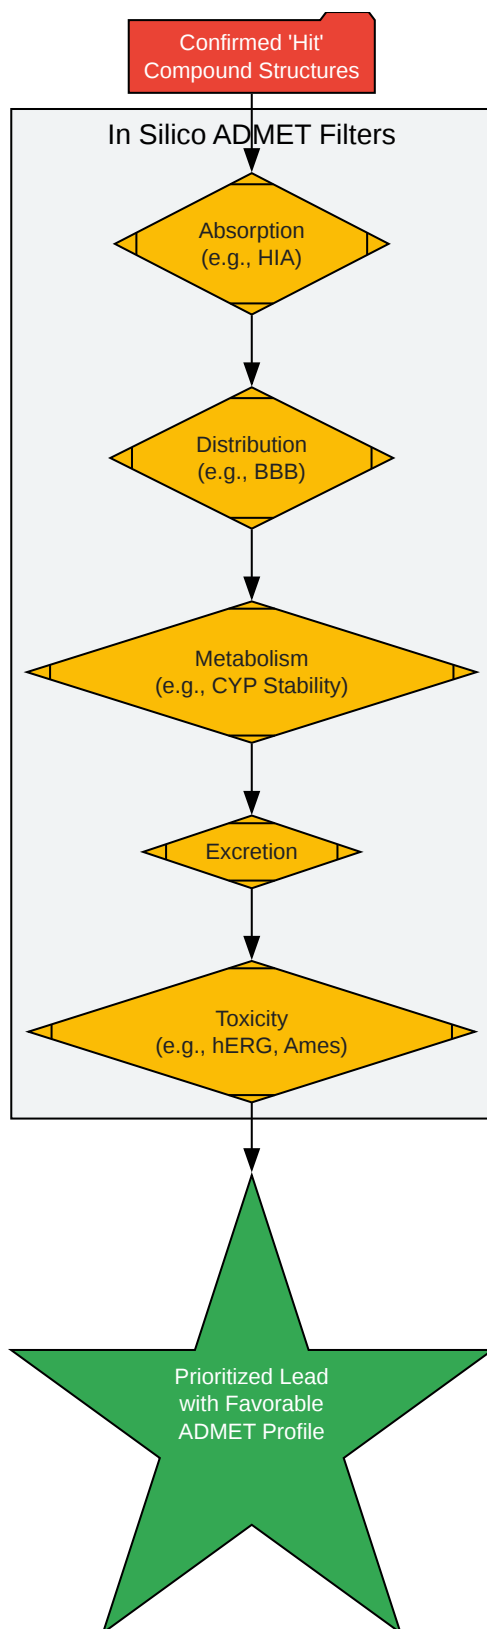 Confirmed 'Hit'
Compound Structures
In Silico ADMET Filters
Absorption
(e.g., HIA)
Distribution
(e.g., BBB)
Metabolism
(e.g., CYP Stability)
Excretion
Toxicity
(e.g., hERG, Ames)
Prioritized Lead
with Favorable
ADMET Profile